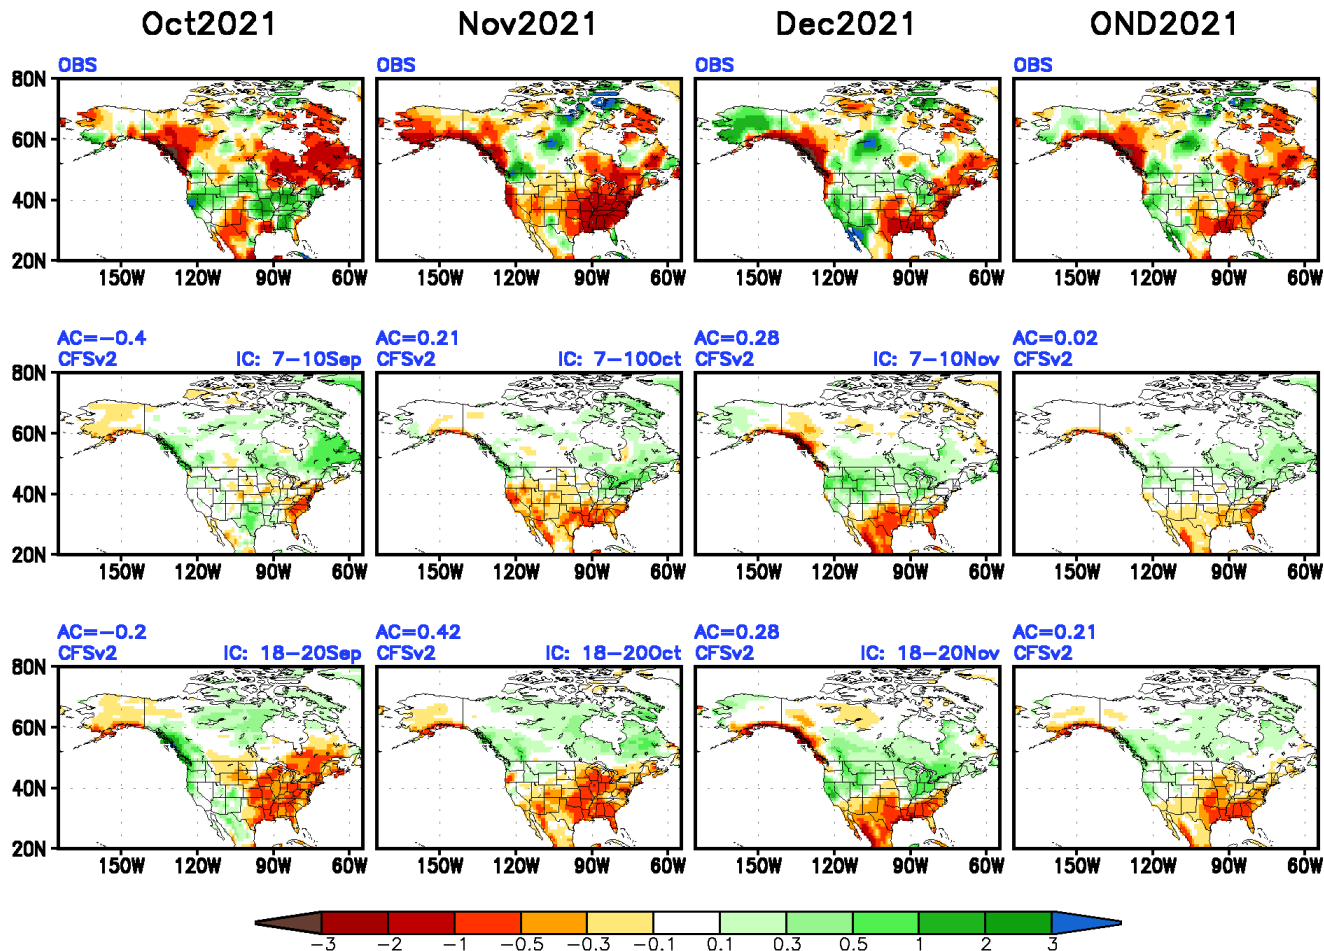 Oct2021 Nov2021 Dec2021 OND2021
OBS OBS OBS OBS
80N
60N
40N
20N
150W 120W 90W 60W 150W 120W 90W 60W 150W 120W 90W 60W 150W 120W 90W 60W
AC=-0.4 AC=0.21 AC=0.28 AC=0.02
CFSv2 IC: 7-10Sep CFSv2 IC: 7-10Oct CFSv2 IC: 7-10Nov CFSv2
80N
60N
40N
20N
150W 120W 90W 60W 150W 120W 90W 60W 150W 120W 90W 60W 150W 120W 90W 60W
AC=-0.2 AC=0.42 AC=0.28 AC=0.21
CFSv2 IC: 18-20Sep CFSv2 IC: 18-20Oct CFSv2 IC: 18-20Nov CFSv2
80N
60N
40N
20N
150W 120W 90W 60W 150W 120W 90W 60W 150W 120W 90W 60W 150W 120W 90W 60W
-3 -2 -1 -0.5 -0.3 -0.1 0.1 0.3 0.5 1 2 3